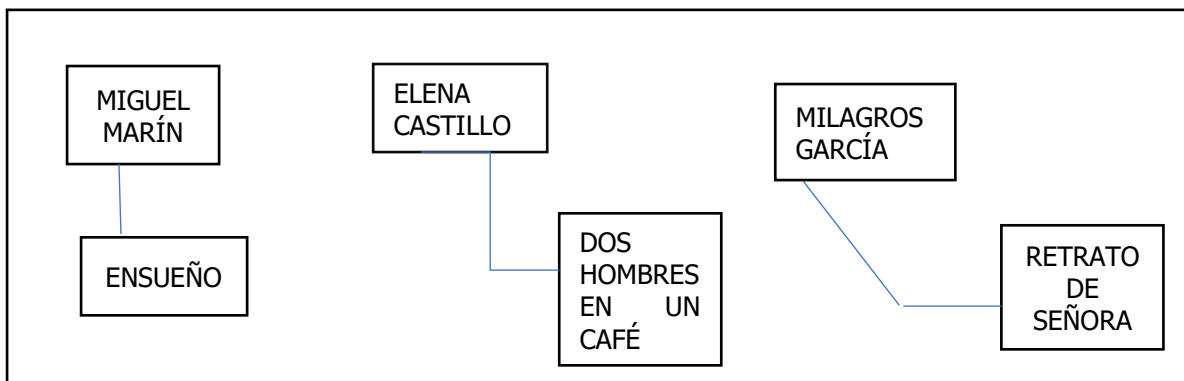 MIGUEL
MARÍN
ENSUEÑO
ELENA
CASTILLO
DOS
HOMBRES
EN UN
CAFÉ
MILAGROS
GARCÍA
RETRATO
DE
SEÑORA